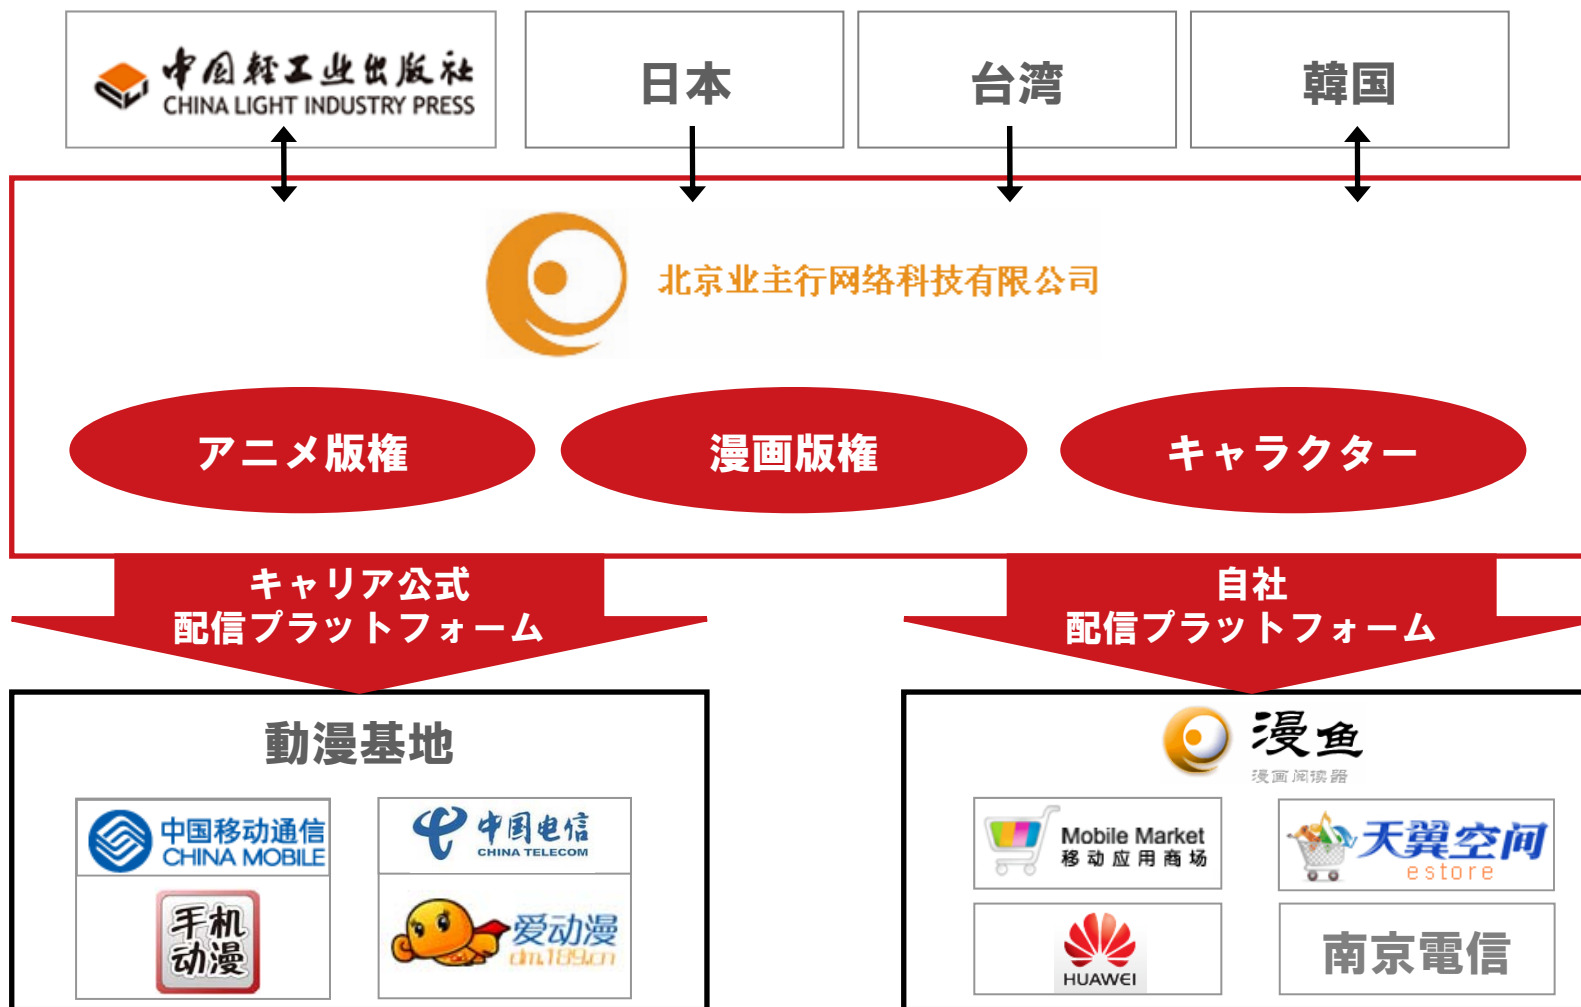 中国轻工业出版社
CHINA LIGHT INDUSTRY PRESS
日本
台湾
韓国
北京业主行网络科技有限公司
アニメ版権
漫画版権
キャラクター
キャリア公式
配信プラットフォーム
自社
配信プラットフォーム
動漫基地
中国移动通信
CHINA MOBILE
手机
动漫
中国电信
CHINA TELECOM
爱动漫
dm.189.cn
漫鱼
漫画阅读器
Mobile Market
移动应用商场
天翼空间
estore
HUAWEI
南京電信